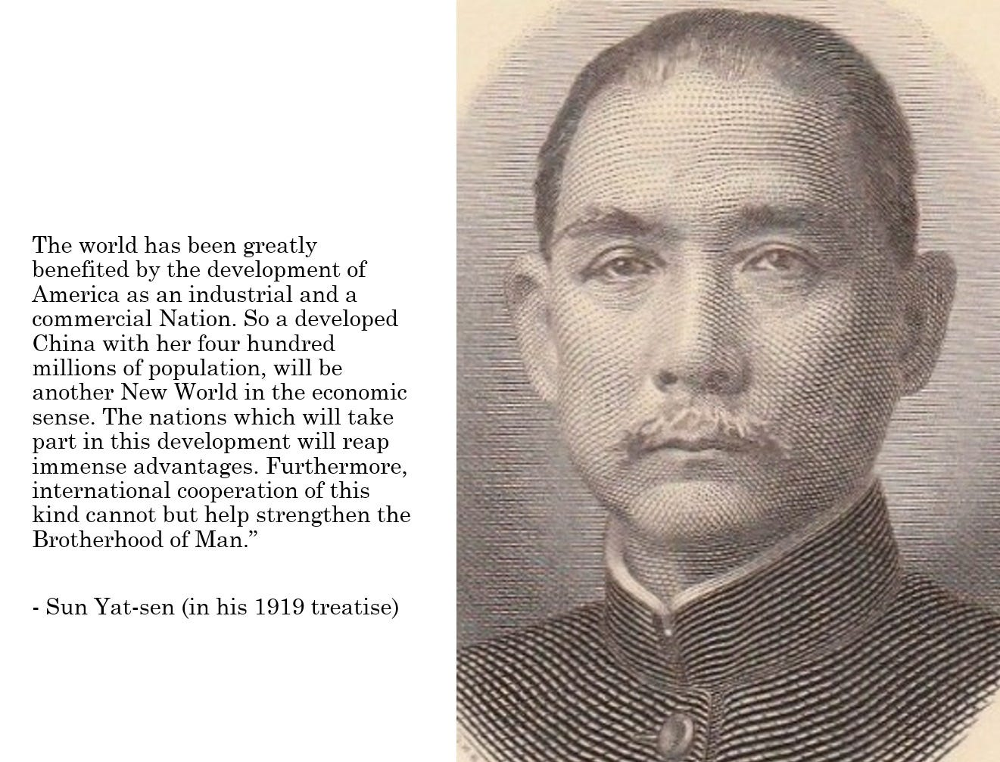 The world has been greatly
benefited by the development of
America as an industrial and a
commercial Nation. So a developed
China with her four hundred
millions of population, will be
another New World in the economic
sense. The nations which will take
part in this development will reap
immense advantages. Furthermore,
international cooperation of this
kind cannot but help strengthen the
Brotherhood of Man.”
- Sun Yat-sen (in his 1919 treatise)